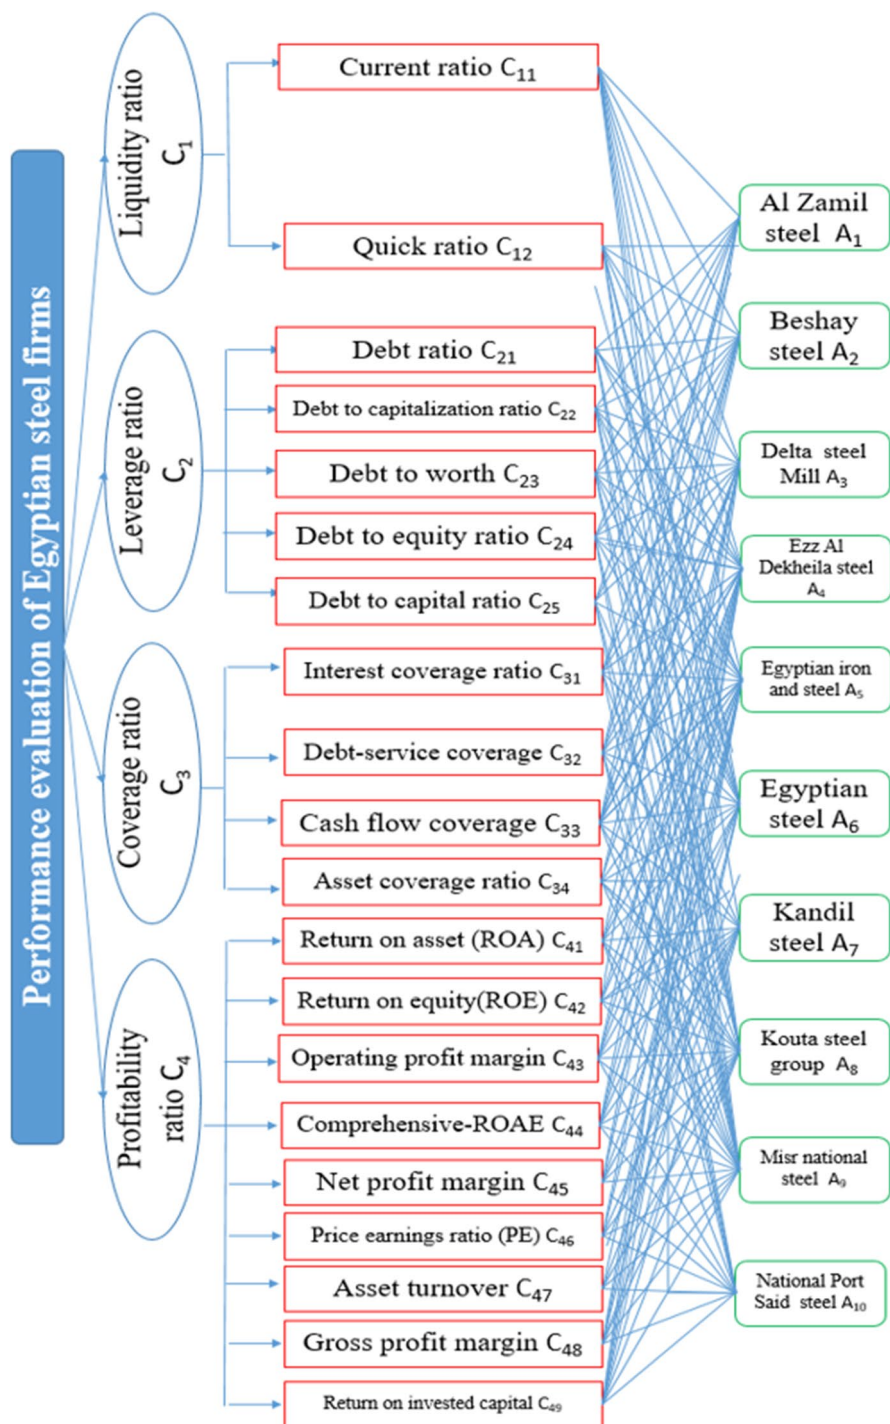 Performance evaluation of Egyptian steel firms
Liquidity ratio
C1
Leverage ratio
C2
Coverage ratio
C3
Profitability
ratio C4
Current ratio C11
Quick ratio C12
Debt ratio C21
Debt to capitalization ratio C22
Debt to worth C23
Debt to equity ratio C24
Debt to capital ratio C25
Interest coverage ratio C31
Debt-service coverage C32
Cash flow coverage C33
Asset coverage ratio C34
Return on asset (ROA) C41
Return on equity(ROE) C42
Operating profit margin C43
Comprehensive-ROAE C44
Net profit margin C45
Price earnings ratio (PE) C46
Asset turnover C47
Gross profit margin C48
Return on invested capital C49
Al Zamil
steel A1
Beshay
steel A2
Delta steel
Mill A3
Ezz Al
Dekheila steel
A4
Egyptian iron
and steel A5
Egyptian
steel A6
Kandil
steel A7
Kouta steel
group A8
Misr national
steel A9
National Port
Said steel A10